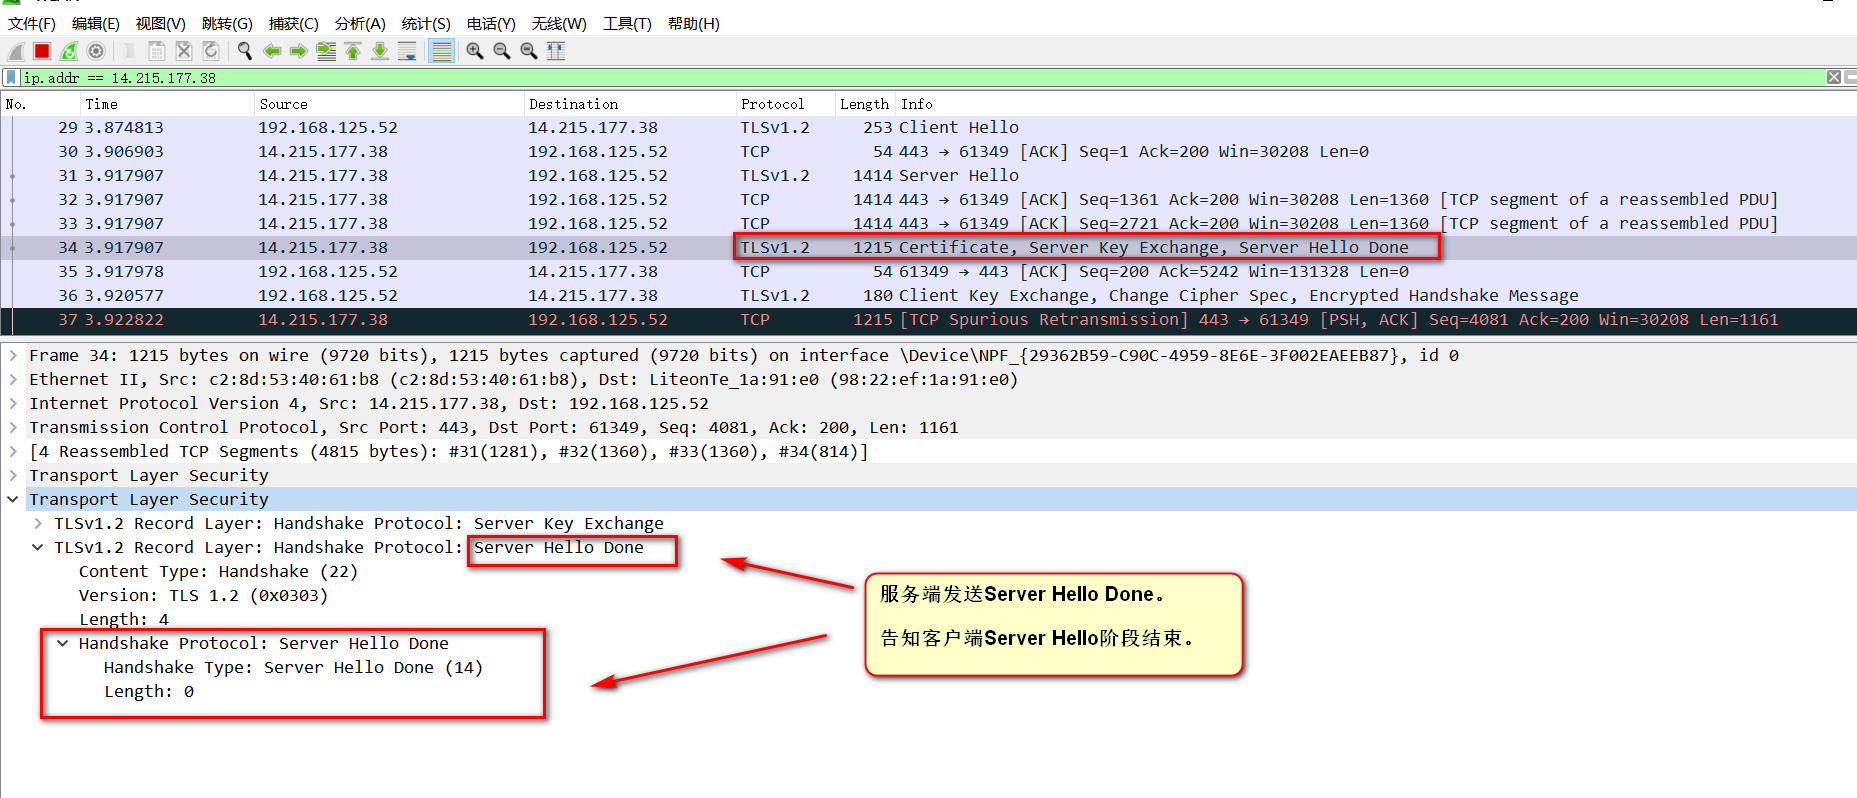 文件(F) 编辑(E) 视图(V) 跳转(G) 捕获(C) 分析(A) 统计(S) 电话(Y) 无线(W) 工具(T) 帮助(H)
ip.addr == 14.215.177.38
No. Time Source Destination Protocol Length Info
29 3.874813 192.168.125.52 14.215.177.38 TLSv1.2 253 Client Hello
30 3.906903 14.215.177.38 192.168.125.52 TCP 54 443 → 61349 [ACK] Seq=1 Ack=200 Win=30208 Len=0
31 3.917907 14.215.177.38 192.168.125.52 TLSv1.2 1414 Server Hello
32 3.917907 14.215.177.38 192.168.125.52 TCP 1414 443 → 61349 [ACK] Seq=1361 Ack=200 Win=30208 Len=1360 [TCP segment of a reassembled PDU]
33 3.917907 14.215.177.38 192.168.125.52 TCP 1414 443 → 61349 [ACK] Seq=2721 Ack=200 Win=30208 Len=1360 [TCP segment of a reassembled PDU]
34 3.917907 14.215.177.38 192.168.125.52 TLSv1.2 1215 Certificate, Server Key Exchange, Server Hello Done
35 3.917978 192.168.125.52 14.215.177.38 TCP 54 61349 → 443 [ACK] Seq=200 Ack=5242 Win=131328 Len=0
36 3.920577 192.168.125.52 14.215.177.38 TLSv1.2 180 Client Key Exchange, Change Cipher Spec, Encrypted Handshake Message
37 3.922822 14.215.177.38 192.168.125.52 TCP 1215 [TCP Spurious Retransmission] 443 → 61349 [PSH, ACK] Seq=4081 Ack=200 Win=30208 Len=1161
Frame 34: 1215 bytes on wire (9720 bits), 1215 bytes captured (9720 bits) on interface \Device\NPF_{29362B59-C90C-4959-8E6E-3F002EAEEB87}, id 0
Ethernet II, Src: c2:8d:53:40:61:b8 (c2:8d:53:40:61:b8), Dst: LiteonTe_1a:91:e0 (98:22:ef:1a:91:e0)
Internet Protocol Version 4, Src: 14.215.177.38, Dst: 192.168.125.52
Transmission Control Protocol, Src Port: 443, Dst Port: 61349, Seq: 4081, Ack: 200, Len: 1161
[4 Reassembled TCP Segments (4815 bytes): #31(1281), #32(1360), #33(1360), #34(814)]
Transport Layer Security
Transport Layer Security
TLSv1.2 Record Layer: Handshake Protocol: Server Key Exchange
TLSv1.2 Record Layer: Handshake Protocol: Server Hello Done
Content Type: Handshake (22)
Version: TLS 1.2 (0x0303)
Length: 4
Handshake Protocol: Server Hello Done
Handshake Type: Server Hello Done (14)
Length: 0
服务端发送Server Hello Done。
告知客户端Server Hello阶段结束。